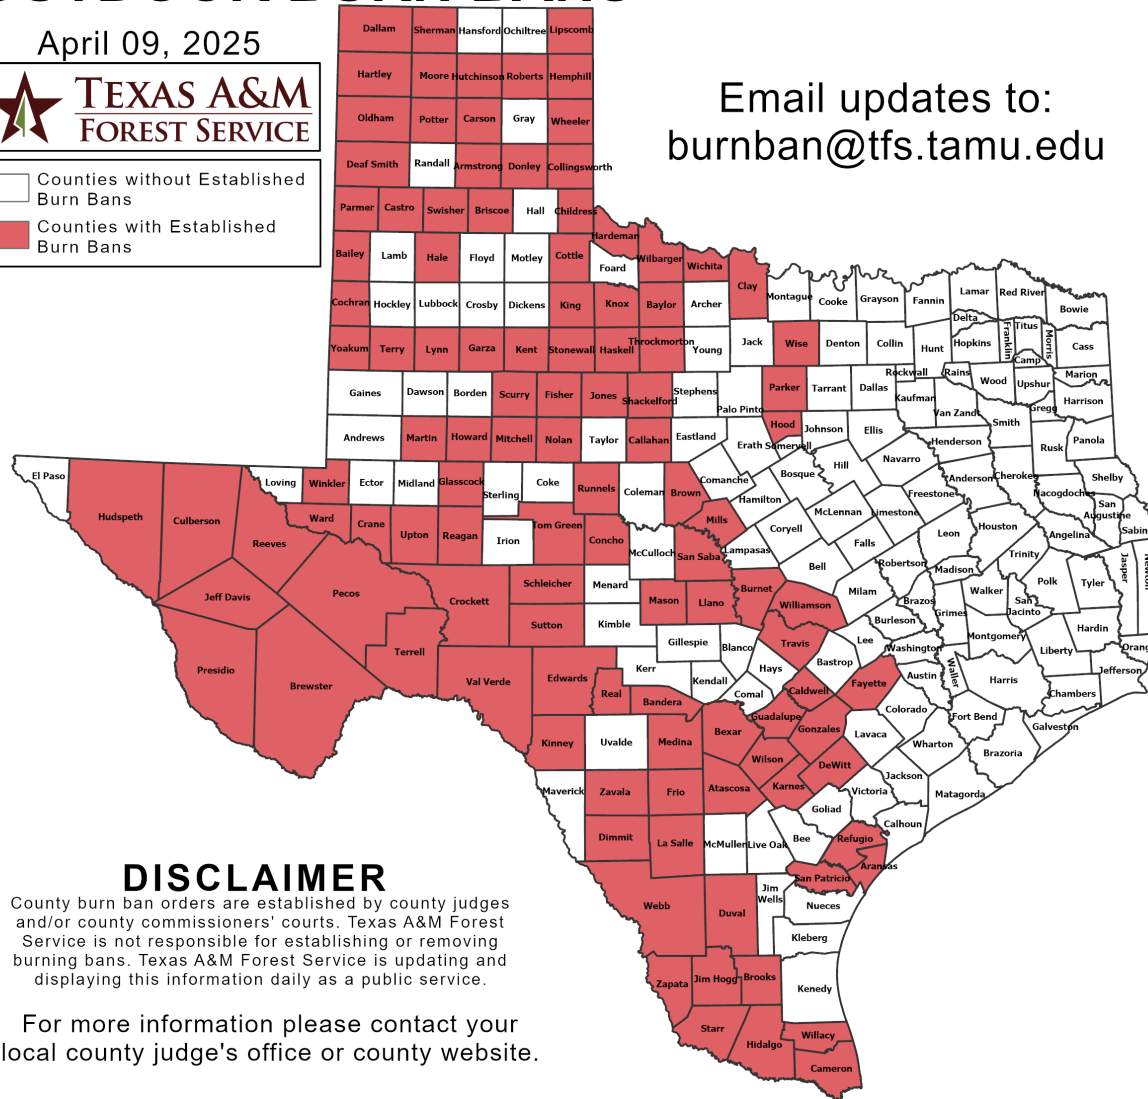 April 09, 2025
TEXAS A&M
FOREST SERVICE
Counties without Established
Burn Bans
Counties with Established
Burn Bans
Email updates to:
burnban@tfs.tamu.edu
Dallam Sherman Hansford Ochiltree Lipscomb
Hartley Moore Hutchinson Roberts Hemphill
Oldham Potter Carson Gray Wheeler
Deaf Smith Randall Armstrong Donley Collingsworth
Parmer Castro Swisher Briscoe Hall Childress
Hardeman
Bailey Lamb Hale Floyd Motley Cottle Foard Wilbarger Wichita
Clay Montague Cooke Grayson Fannin Lamar Red River Bowie
Cochran Hockley Lubbock Crosby Dickens King Knox Baylor Archer
Delta Franklin Titus Morris Cass
Yoakum Terry Lynn Garza Kent Stonewall Haskell Throckmorton Young Jack Wise Denton Collin Hunt Hopkins Camp
Rockwall Rains Wood Upshur Marion
Gaines Dawson Borden Scurry Fisher Jones Shackelford Stephens Palo Pinto Parker Tarrant Dallas Kaufman Van Zandt Gregg Harrison
Andrews Martin Howard Mitchell Nolan Taylor Callahan Eastland Erath Hood Somervell Johnson Ellis Henderson Smith Rusk Panola
El Paso Loving Winkler Ector Midland Glasscock Sterling Coke Runnels Coleman Brown Comanche Hamilton Bosque Hill Navarro Anderson Cherokee Nacogdoches Shelby
Hudspeth Culberson Reeves Ward Crane Upton Reagan Irion Tom Green Concho McCulloch San Saba Mills Lampasas Coryell McLennan Limestone Freestone Leon Houston Angelina San
Augustine
Sabin
Jeff Davis Pecos Crockett Schleicher Menard Mason Llano Burnet Bell Falls Williamson Milam Robertson Madison Trinity Walker Polk Tyler Jasper
Sutton Kimble Brazos Burleson Grimes San
Jacinto
Hardin
Terrell Gillespie Blanco Travis Lee Washington Montgomery Liberty Orang
Presidio Brewster Val Verde Edwards Real Kerr Kendall Hays Comal Bastrop Fayette Austin Waller Harris Chambers Jefferson
Bandera Caldwell Guadalupe Gonzales Colorado Fort Bend Galveston
Kinney Uvalde Medina Bexar Wilson DeWitt Lavaca Wharton Brazoria
Maverick Zavala Frio Atascosa Karnes Goliad Victoria Jackson Matagorda
Dimmit La Salle McMullen Live Oak Bee Refugio Calhoun
Aransas
San Patricio
Webb Duval Jim
Wells
Nueces
Kleberg
Zapata Jim Hogg Brooks Kenedy
Starr Hidalgo Willacy
Cameron
DISCLAIMER
County burn ban orders are established by county judges
and/or county commissioners' courts. Texas A&M Forest
Service is not responsible for establishing or removing
burning bans. Texas A&M Forest Service is updating and
displaying this information daily as a public service.
For more information please contact your
local county judge's office or county website.